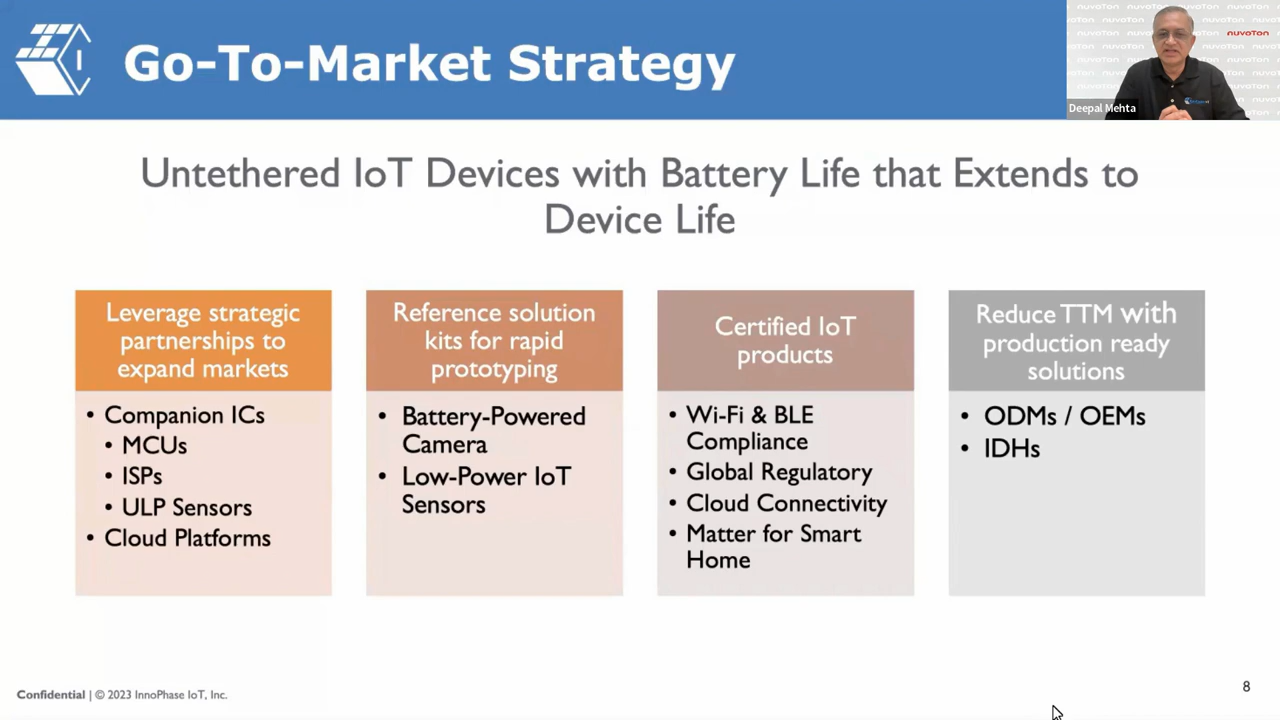 Go-To-Market Strategy
nuvoTon nuvoTon nuvoTon
nuvoTon
Deepal Mehta
Untethered IoT Devices with Battery Life that Extends to
Device Life
Leverage strategic
partnerships to
expand markets
• Companion ICs
• MCUs
• ISPs
• ULP Sensors
• Cloud Platforms
Reference solution
kits for rapid
prototyping
• Battery-Powered
Camera
• Low-Power IoT
Sensors
Certified IoT
products
• Wi-Fi & BLE
Compliance
• Global Regulatory
• Cloud Connectivity
• Matter for Smart
Home
Reduce TTM with
production ready
solutions
• ODMs / OEMs
• IDHs
Confidential | © 2023 InnoPhase IoT, Inc.
8